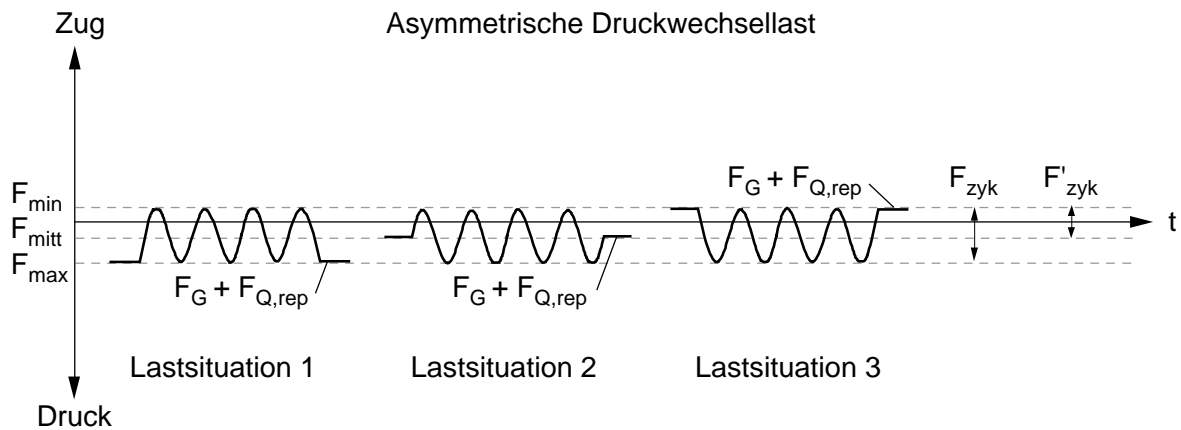 Zug
Asymmetrische Druckwechsellast
F_G + F_Q,rep
F_zyk
F'_zyk
F_min
t
F_mitt
F_max
F_G + F_Q,rep
F_G + F_Q,rep
Lastsituation 1
Lastsituation 2
Lastsituation 3
Druck